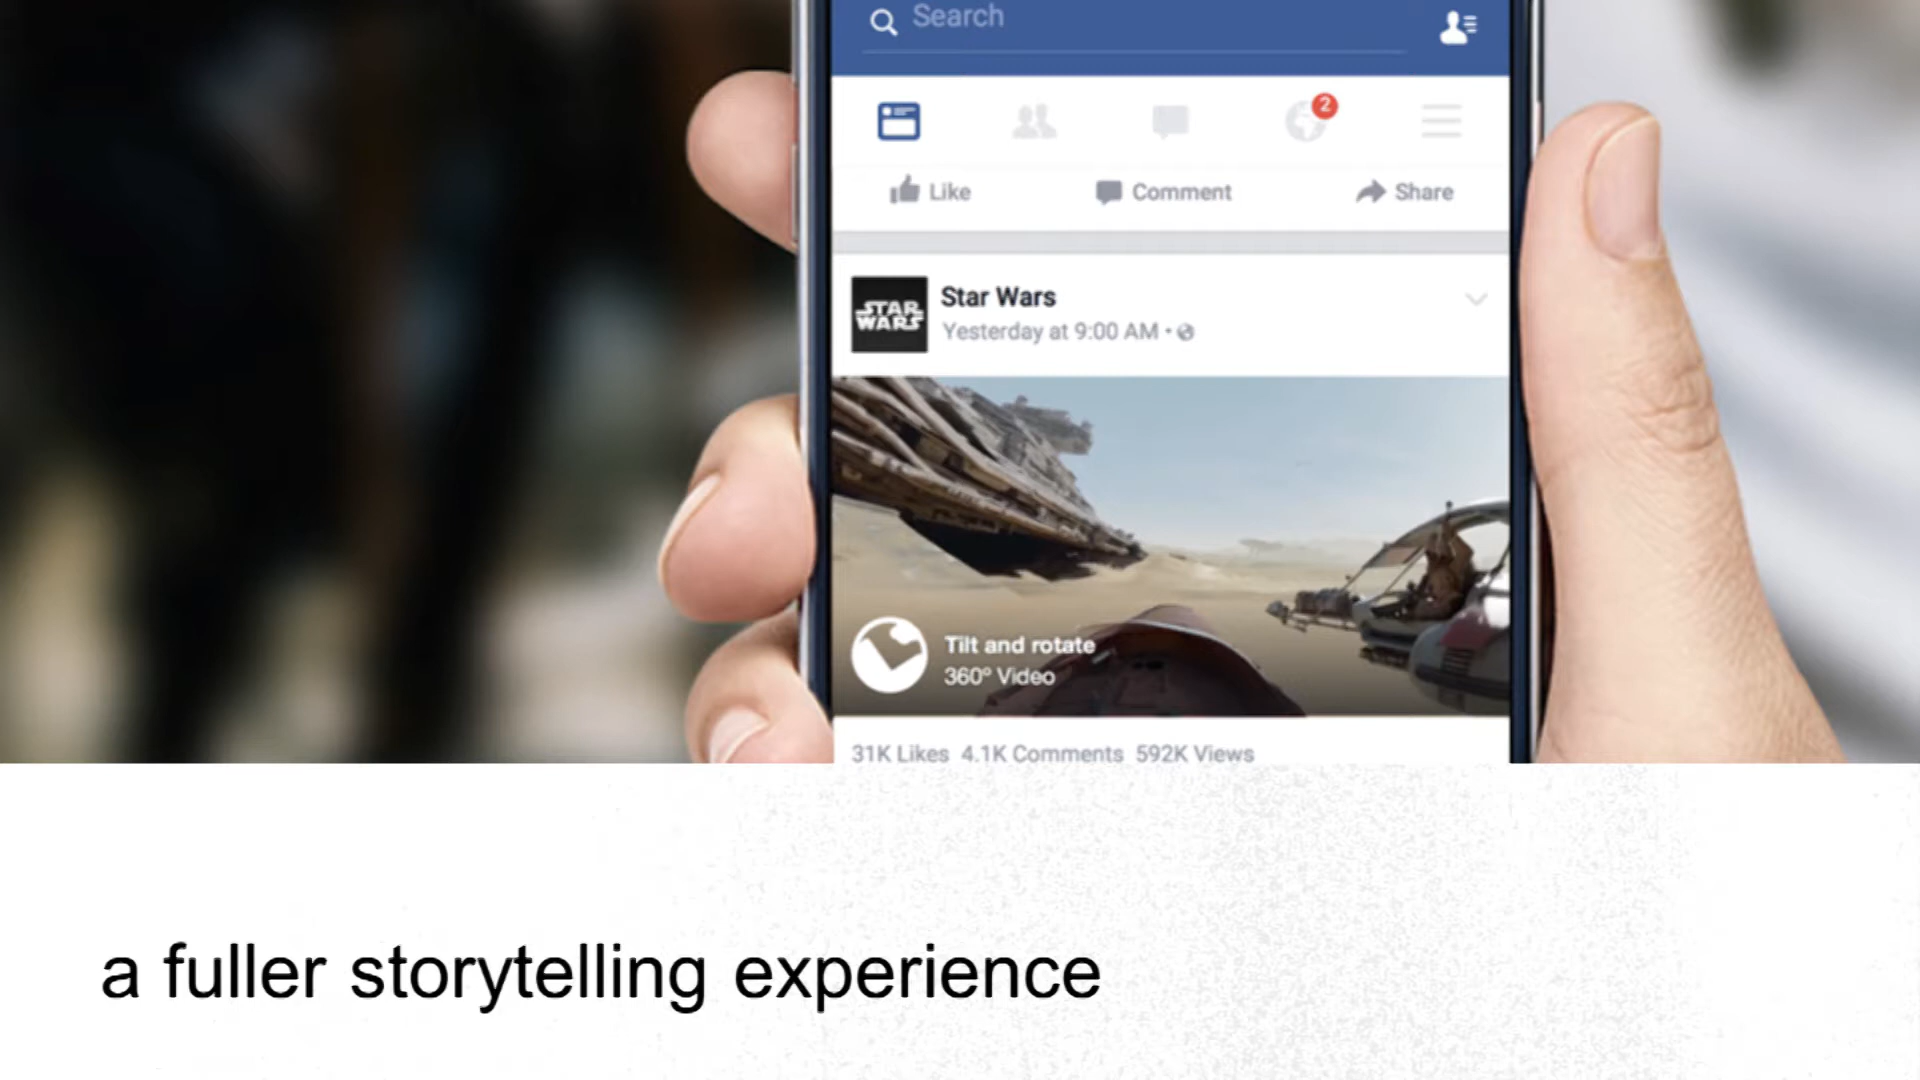 Search
2
Like Comment Share
STAR
WARS
Star Wars
Yesterday at 9:00 AM •
Tilt and rotate
360° Video
31K Likes 4.1K Comments 592K Views
a fuller storytelling experience